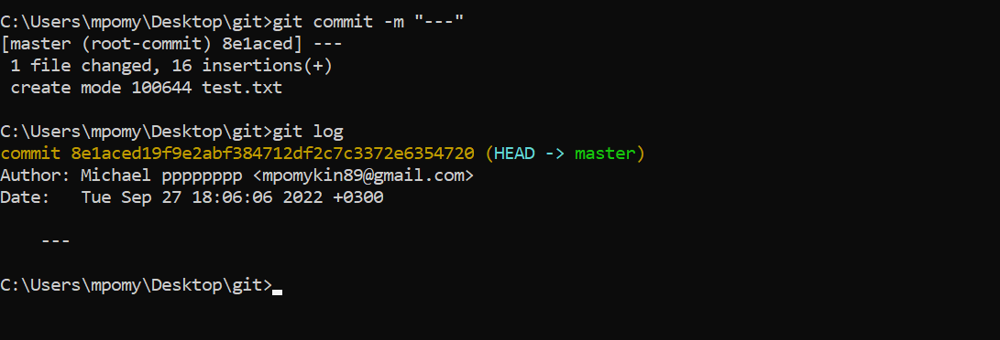 C:\Users\mpomy\Desktop\git>git commit -m "---"
[master (root-commit) 8e1aced] ---
 1 file changed, 16 insertions(+)
 create mode 100644 test.txt
C:\Users\mpomy\Desktop\git>git log
commit 8e1aced19f9e2abf384712df2c7c3372e6354720 (HEAD -> master)
Author: Michael ppppppppp <mpomykin89@gmail.com>
Date:   Tue Sep 27 18:06:06 2022 +0300
    ---
C:\Users\mpomy\Desktop\git>